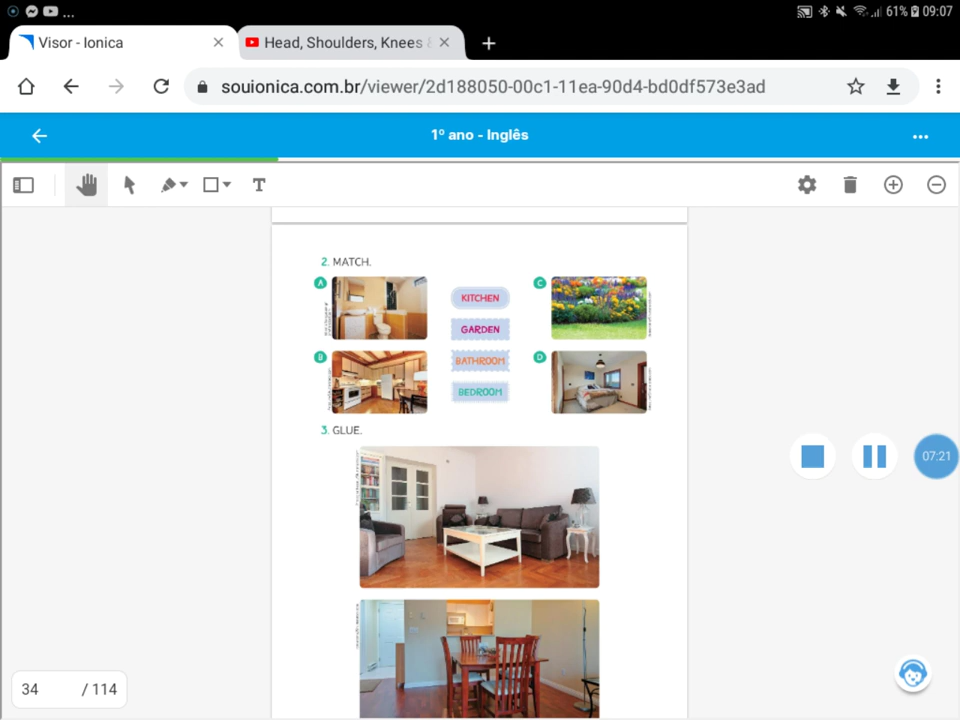 ... 61% 09:07
Visor - Ionica
Head, Shoulders, Knees &
souionica.com.br/viewer/2d188050-00c1-11ea-90d4-bd0df573e3ad
1º ano - Inglês
T
2. MATCH.
A
KITCHEN
C
GARDEN
B
BATHROOM
D
BEDROOM
3. GLUE.
07:21
34 / 114